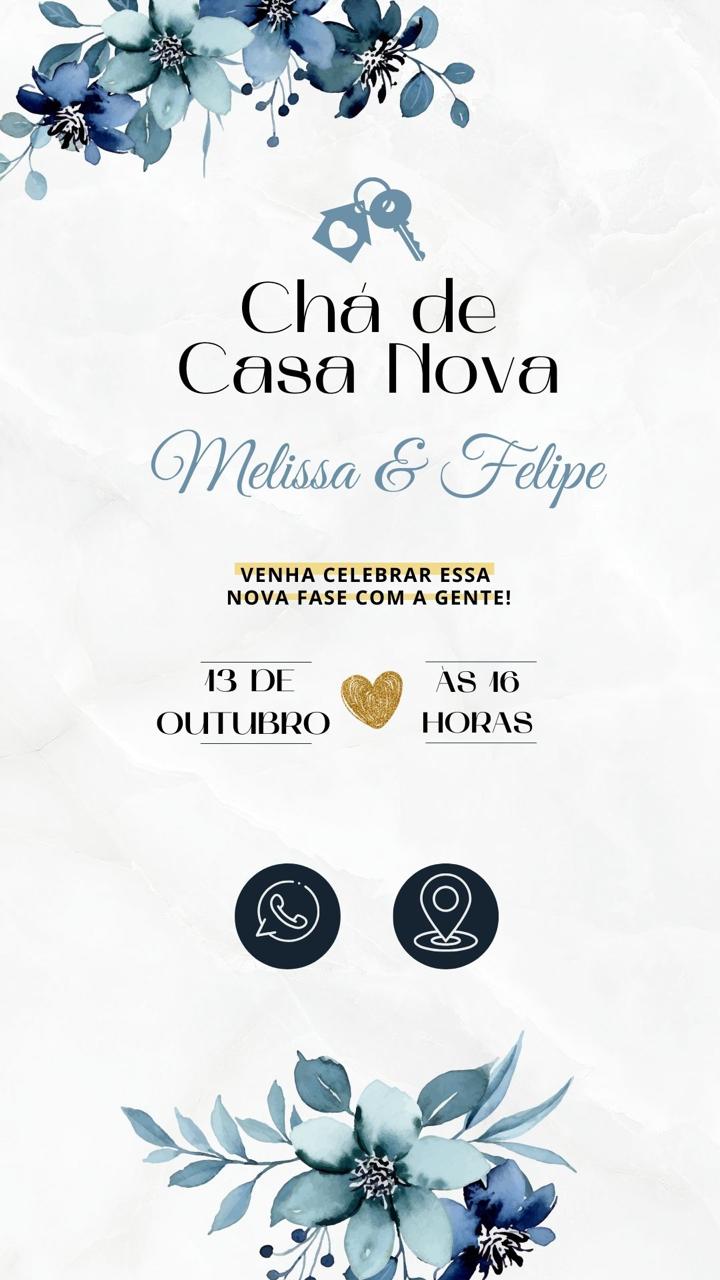 Chá de
Casa Nova
Melissa & Felipe
VENHA CELEBRAR ESSA
NOVA FASE COM A GENTE!
13 DE
OUTUBRO
ÀS 16
HORAS